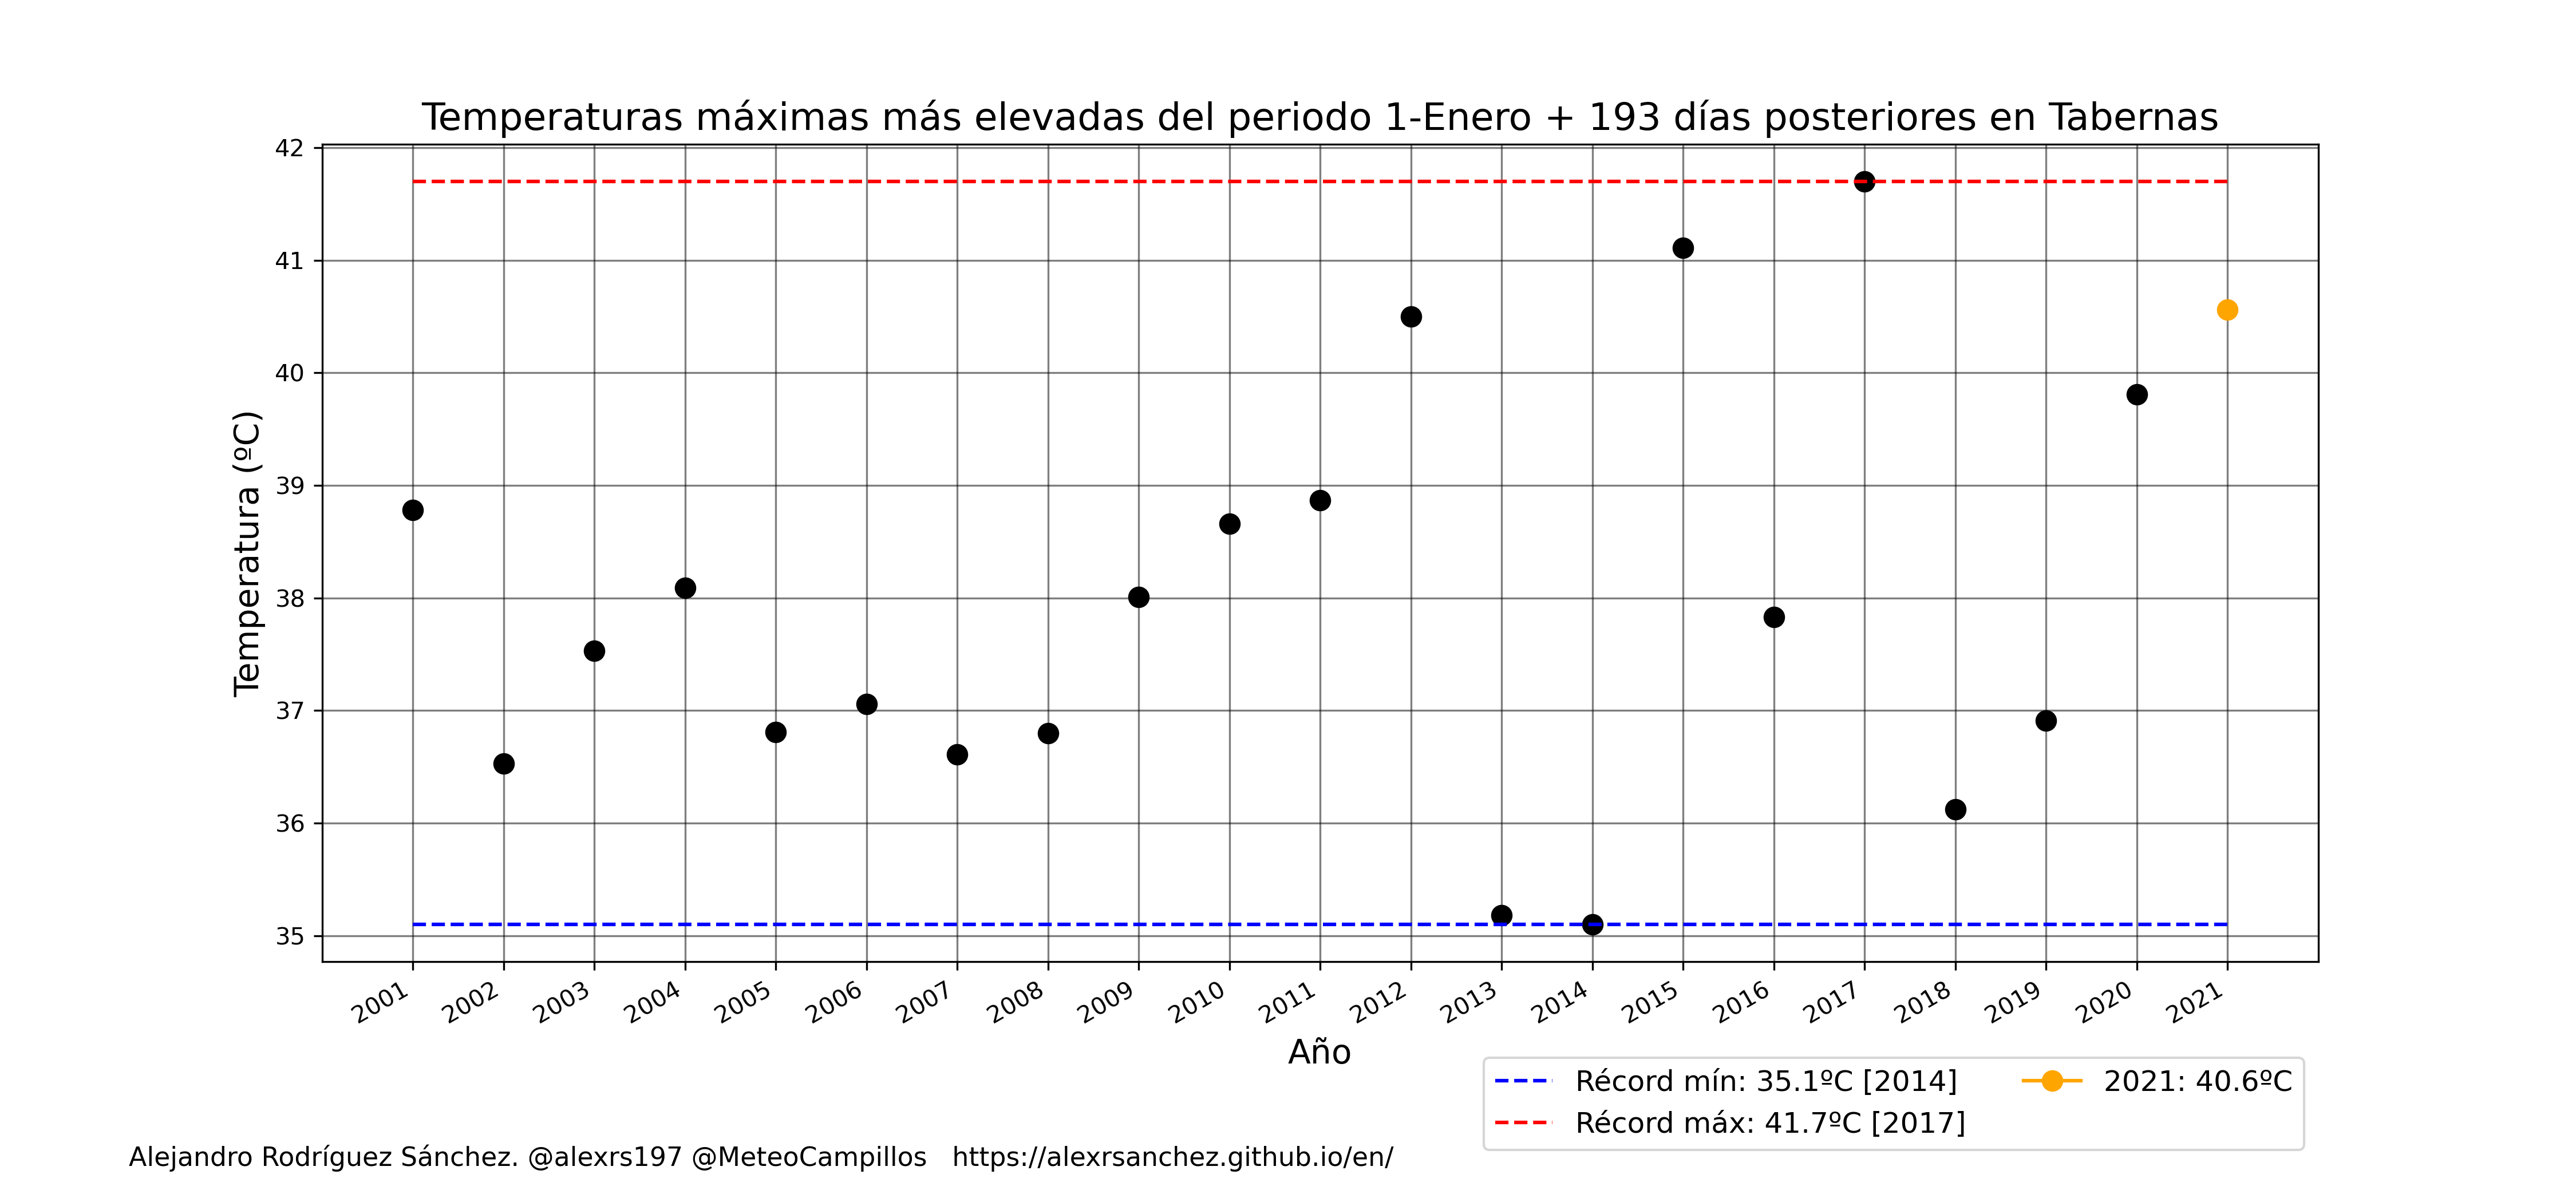 Temperaturas máximas más elevadas del periodo 1-Enero + 193 días posteriores en Tabernas
42
41
40
39
38
37
36
35
Temperatura (ºC)
2001 2002 2003 2004 2005 2006 2007 2008 2009 2010 2011 2012 2013 2014 2015 2016 2017 2018 2019 2020 2021
Año
Récord mín: 35.1ºC [2014]
Récord máx: 41.7ºC [2017]
2021: 40.6ºC
Alejandro Rodríguez Sánchez. @alexrs197 @MeteoCampillos https://alexrsanchez.github.io/en/